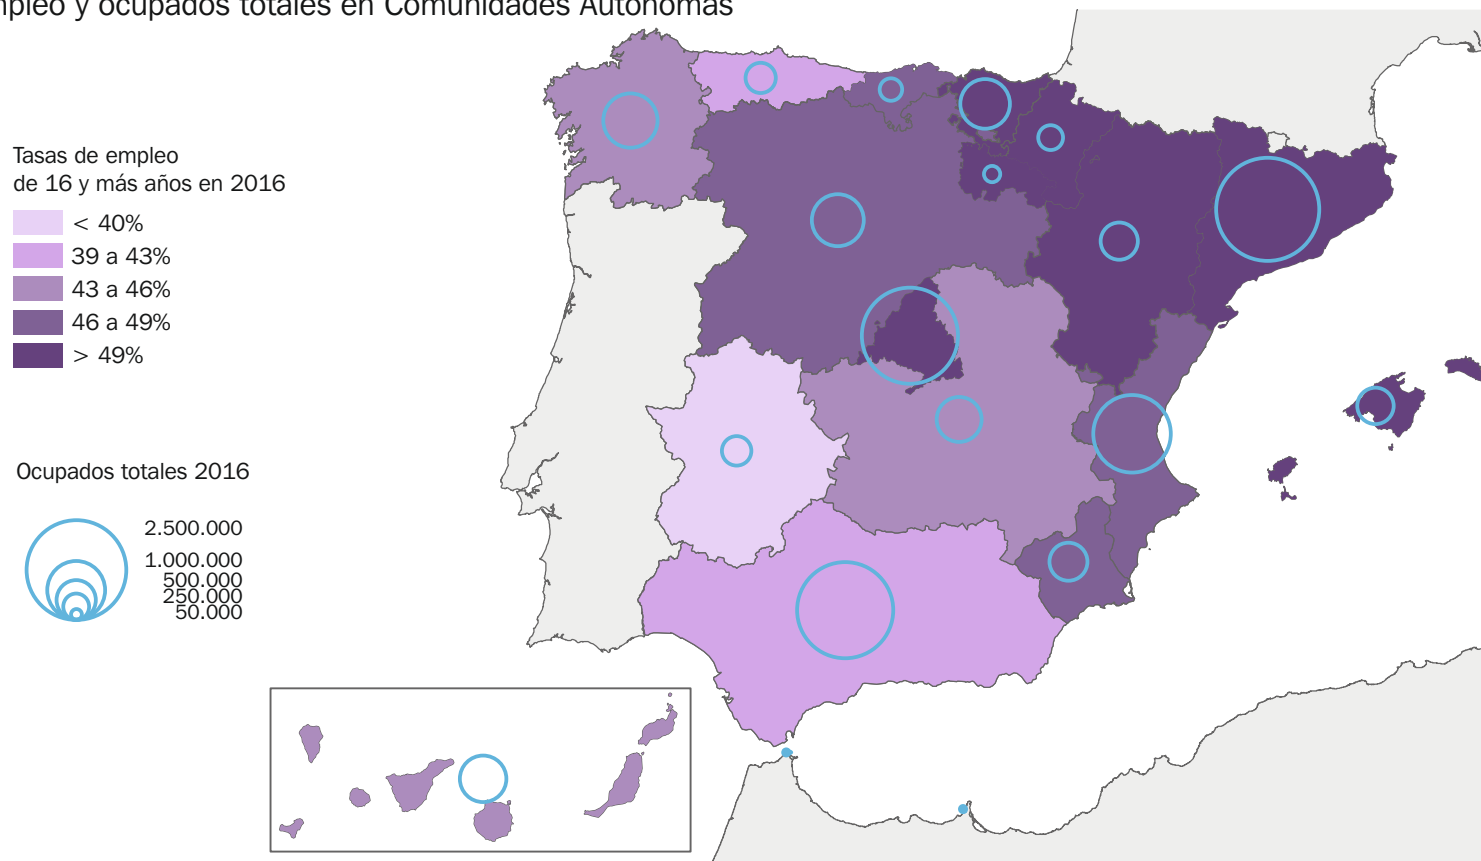 empleo y ocupados totales en Comunidades Autónomas
Tasas de empleo
de 16 y más años en 2016
< 40%
39 a 43%
43 a 46%
46 a 49%
> 49%
Ocupados totales 2016
2.500.000
1.000.000
500.000
250.000
50.000